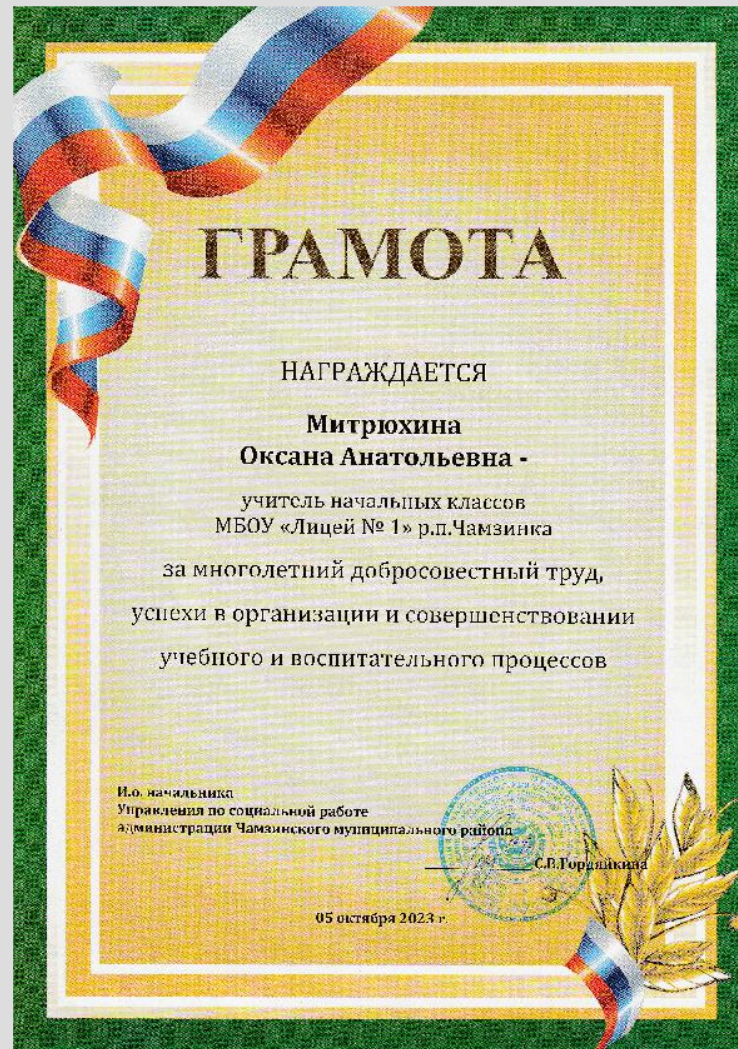 ГРАМОТА
НАГРАЖДАЕТСЯ
Митрюхина
Оксана Анатольевна -
учитель начальных классов
МБОУ «Лицей № 1» р.п.Чамзинка
за многолетний добросовестный труд,
успехи в организации и совершенствовании
учебного и воспитательного процессов
И.о. начальника
Управления по социальной работе
администрации Чамзинского муниципального района
С.В.Гордяйкина
05 октября 2023 г.